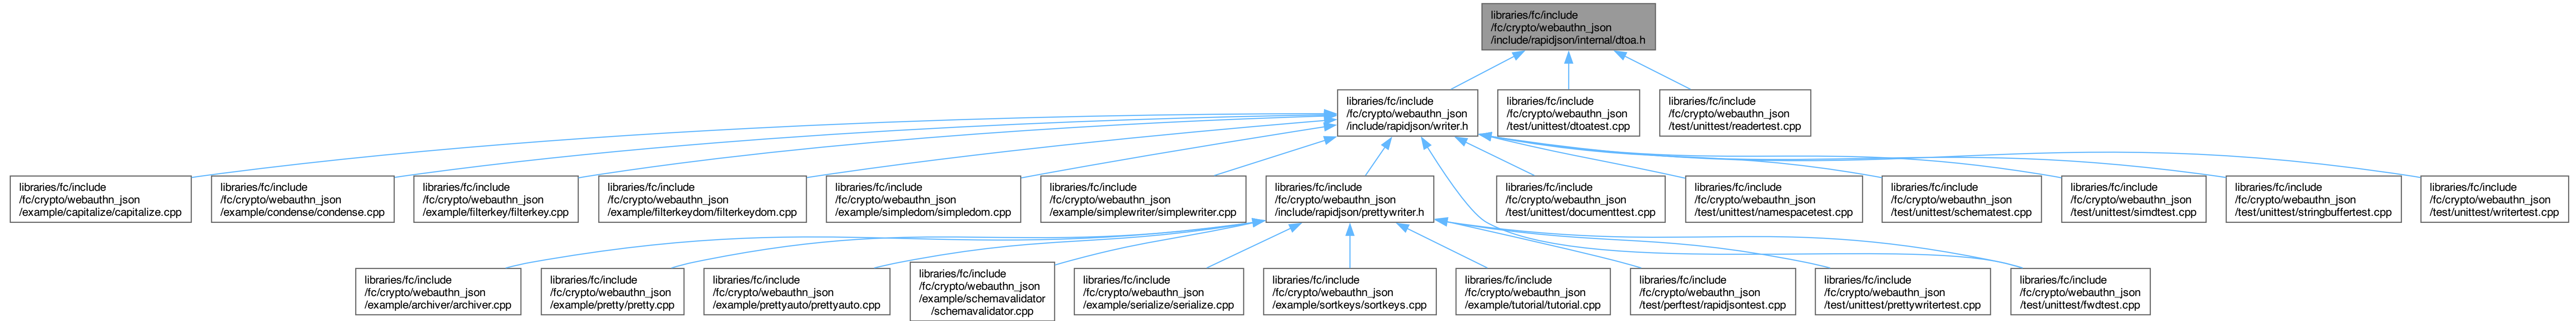 libraries/fc/include
/fc/crypto/webauthn_json
/include/rapidjson/internal/dtoa.h
libraries/fc/include
/fc/crypto/webauthn_json
/include/rapidjson/writer.h
libraries/fc/include
/fc/crypto/webauthn_json
/test/unittest/dtoatest.cpp
libraries/fc/include
/fc/crypto/webauthn_json
/test/unittest/readertest.cpp
libraries/fc/include
/fc/crypto/webauthn_json
/example/capitalize/capitalize.cpp
libraries/fc/include
/fc/crypto/webauthn_json
/example/condense/condense.cpp
libraries/fc/include
/fc/crypto/webauthn_json
/example/filterkey/filterkey.cpp
libraries/fc/include
/fc/crypto/webauthn_json
/example/filterkeydom/filterkeydom.cpp
libraries/fc/include
/fc/crypto/webauthn_json
/example/simpledom/simpledom.cpp
libraries/fc/include
/fc/crypto/webauthn_json
/example/simplewriter/simplewriter.cpp
libraries/fc/include
/fc/crypto/webauthn_json
/include/rapidjson/prettywriter.h
libraries/fc/include
/fc/crypto/webauthn_json
/test/unittest/documenttest.cpp
libraries/fc/include
/fc/crypto/webauthn_json
/test/unittest/namespacetest.cpp
libraries/fc/include
/fc/crypto/webauthn_json
/test/unittest/schematest.cpp
libraries/fc/include
/fc/crypto/webauthn_json
/test/unittest/simdtest.cpp
libraries/fc/include
/fc/crypto/webauthn_json
/test/unittest/stringbuffertest.cpp
libraries/fc/include
/fc/crypto/webauthn_json
/test/unittest/writertest.cpp
libraries/fc/include
/fc/crypto/webauthn_json
/example/archiver/archiver.cpp
libraries/fc/include
/fc/crypto/webauthn_json
/example/pretty/pretty.cpp
libraries/fc/include
/fc/crypto/webauthn_json
/example/prettyauto/prettyauto.cpp
libraries/fc/include
/fc/crypto/webauthn_json
/example/schemavalidator
/schemavalidator.cpp
libraries/fc/include
/fc/crypto/webauthn_json
/example/serialize/serialize.cpp
libraries/fc/include
/fc/crypto/webauthn_json
/example/sortkeys/sortkeys.cpp
libraries/fc/include
/fc/crypto/webauthn_json
/example/tutorial/tutorial.cpp
libraries/fc/include
/fc/crypto/webauthn_json
/test/perftest/rapidjsontest.cpp
libraries/fc/include
/fc/crypto/webauthn_json
/test/unittest/prettywritertest.cpp
libraries/fc/include
/fc/crypto/webauthn_json
/test/unittest/fwdtest.cpp